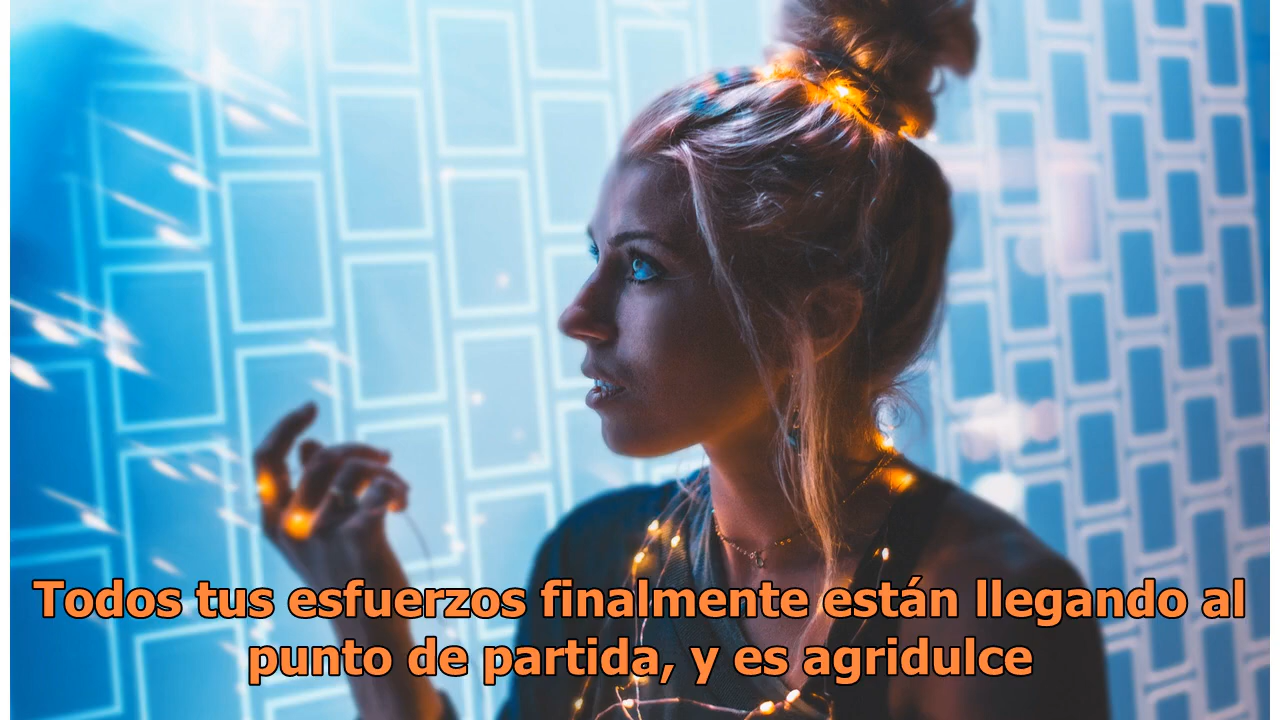 Todos tus esfuerzos finalmente están llegando al
punto de partida, y es agridulce